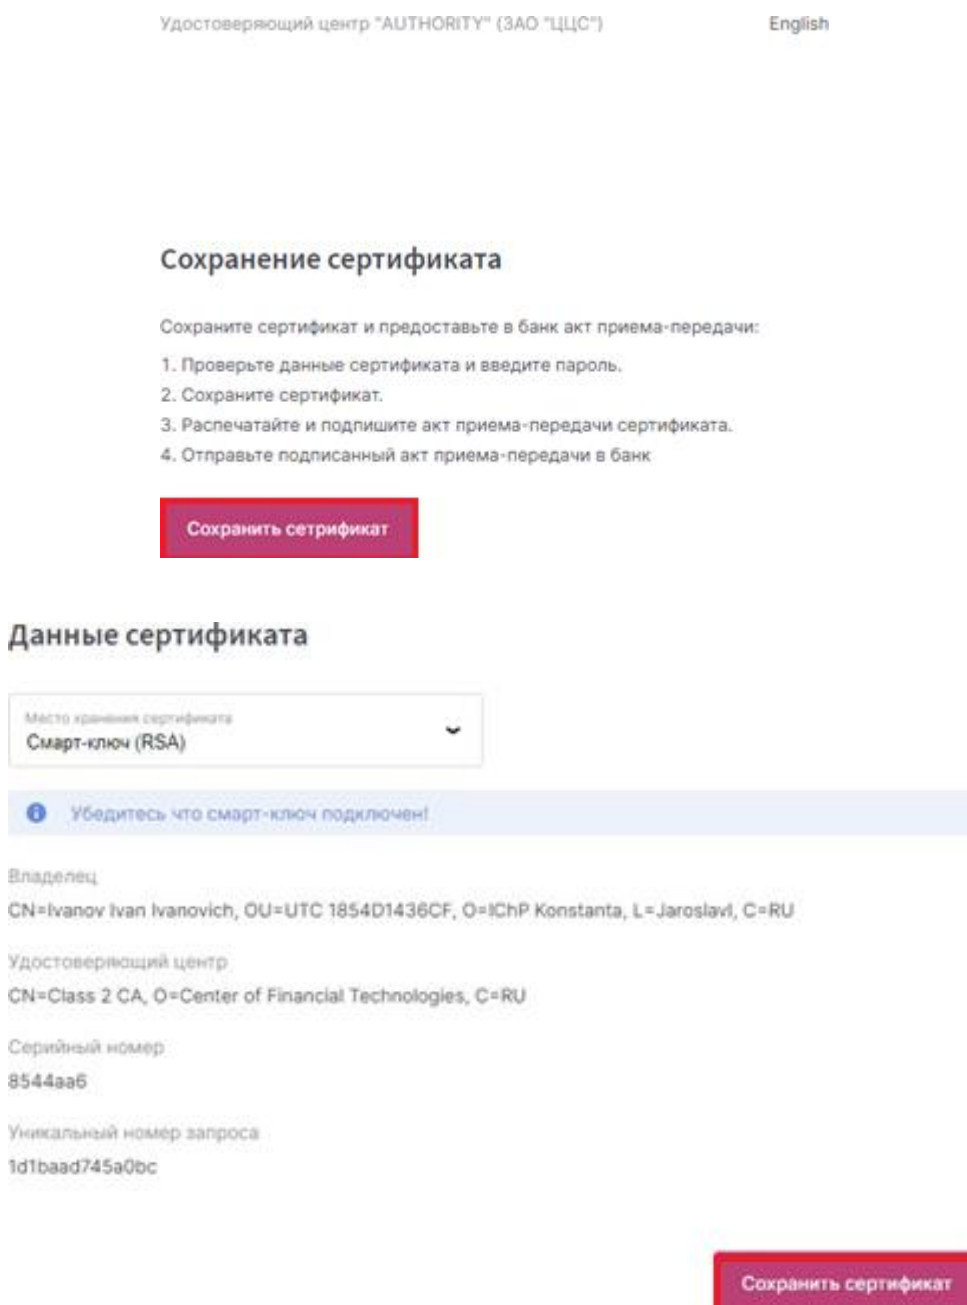 Удостоверяющий центр "AUTHORITY" (ЗАО "ЦЦС")
English
Сохранение сертификата
Сохраните сертификат и предоставьте в банк акт приема-передачи:
1. Проверьте данные сертификата и введите пароль.
2. Сохраните сертификат.
3. Распечатайте и подпишите акт приема-передачи сертификата.
4. Отправьте подписанный акт приема-передачи в банк
Сохранить сетрификат
Данные сертификата
Место хранения сертификата
Смарт-ключ (RSA)
Убедитесь что смарт-ключ подключен!
Владелец
CN=Ivanov Ivan Ivanovich, OU=UTC 1854D1436CF, O=IChP Konstanta, L=Jaroslavl, C=RU
Удостоверяющий центр
CN=Class 2 CA, O=Center of Financial Technologies, C=RU
Серийный номер
8544aa6
Уникальный номер запроса
1d1baad745a0bc
Сохранить сертификат